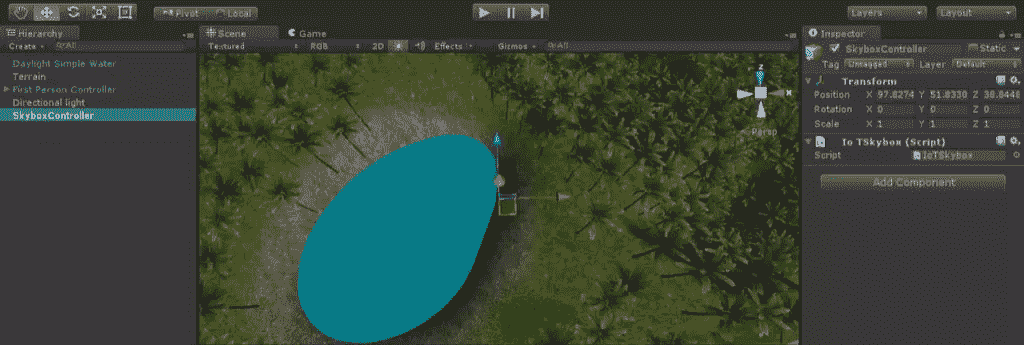 Pivot Local Layers Layout
Hierarchy
Create All
Daylight Simple Water
Terrain
First Person Controller
Directional light
SkyboxController
Scene Game
Textured RGB 2D Effects Gizmos All
z
x
Persp
Inspector
SkyboxController Static
Tag Untagged Layer Default
Transform
Position X 97.8274 Y 51.8330 Z 38.8448
Rotation X 0 Y 0 Z 0
Scale X 1 Y 1 Z 1
Io TSkybox (Script)
Script IoTSkybox
Add Component